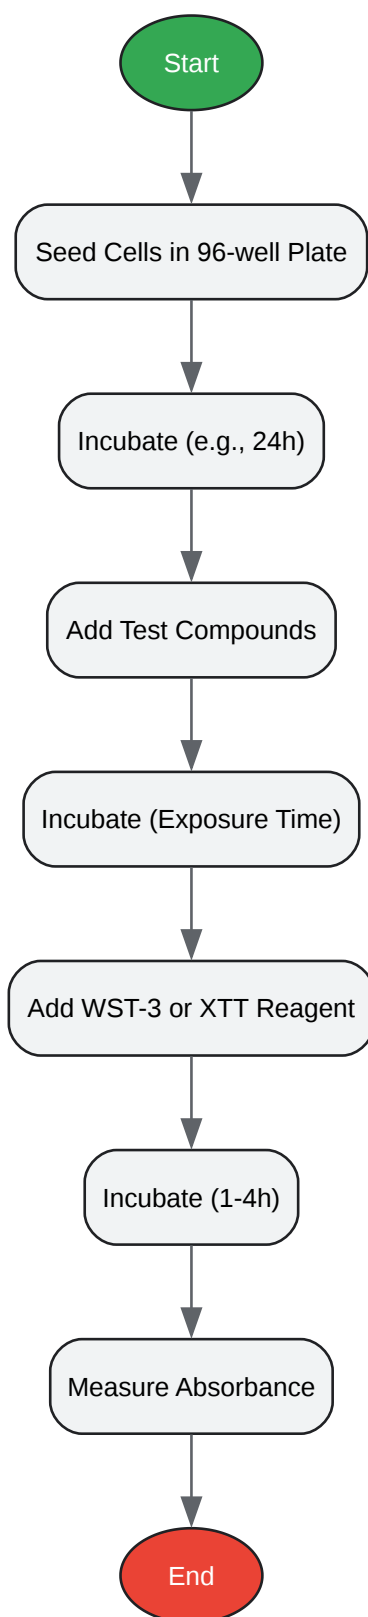 Start
Seed Cells in 96-well Plate
Incubate (e.g., 24h)
Add Test Compounds
Incubate (Exposure Time)
Add WST-3 or XTT Reagent
Incubate (1-4h)
Measure Absorbance
End